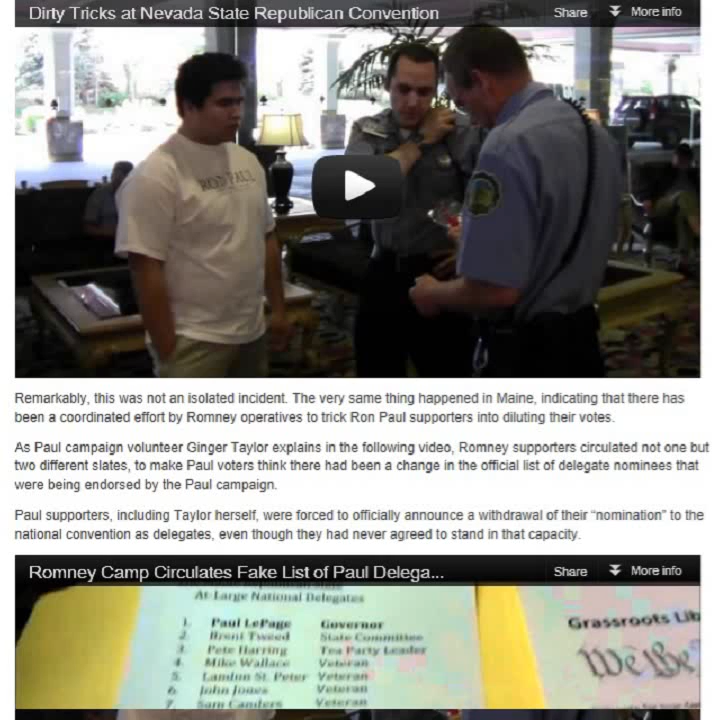 Dirty Tricks at Nevada State Republican Convention
Share More info
RON PAUL
Remarkably, this was not an isolated incident. The very same thing happened in Maine, indicating that there has
been a coordinated effort by Romney operatives to trick Ron Paul supporters into diluting their votes.
As Paul campaign volunteer Ginger Taylor explains in the following video, Romney supporters circulated not one but
two different slates, to make Paul voters think there had been a change in the official list of delegate nominees that
were being endorsed by the Paul campaign.
Paul supporters, including Taylor herself, were forced to officially announce a withdrawal of their “nomination” to the
national convention as delegates, even though they had never agreed to stand in that capacity.
Romney Camp Circulates Fake List of Paul Delega...
Share More info
At-Large National Delegates
1. Paul LePage Governor
2. Brent Tweed State Committee
3. Pete Harring Tea Party Leader
4. Mike Wallace Veteran
5. Landon St. Peter Veteran
6. John Jones Veteran
7. Sam Canders Veteran
Grassroots Lib
We the